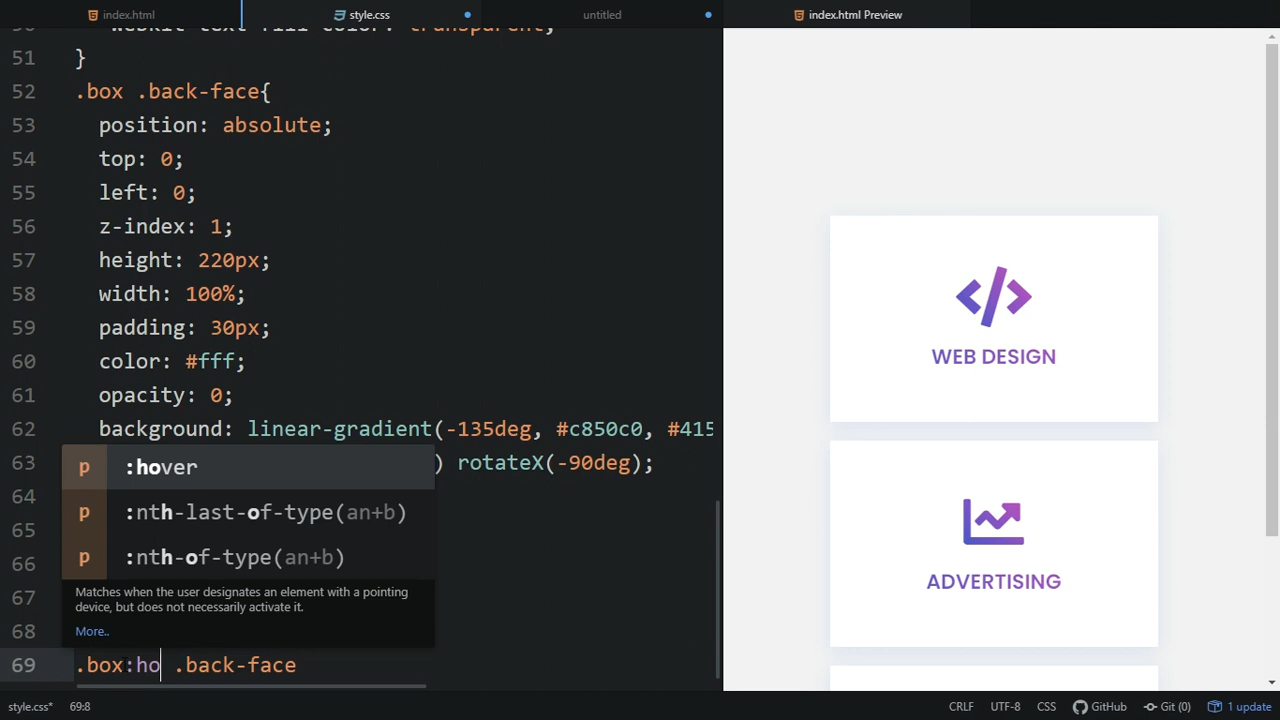 index.html
style.css
untitled
index.html Preview
51 }
52 .box .back-face{
53 position: absolute;
54 top: 0;
55 left: 0;
56 z-index: 1;
57 height: 220px;
58 width: 100%;
59 padding: 30px;
60 color: #fff;
61 opacity: 0;
62 background: linear-gradient(-135deg, #c850c0, #415
63 ) rotateX(-90deg);
64
65
66
67
68
69 .box:ho .back-face
p :hover
p :nth-last-of-type(an+b)
p :nth-of-type(an+b)
Matches when the user designates an element with a pointing
device, but does not necessarily activate it.
More..
WEB DESIGN
ADVERTISING
style.css* 69:8
CRLF UTF-8 CSS GitHub Git (0) 1 update